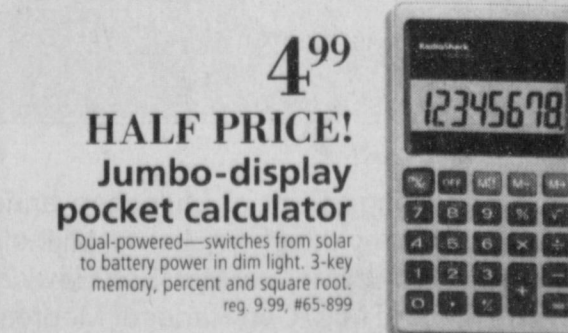 4⁹⁹
HALF PRICE!
Jumbo-display
pocket calculator
Dual-powered—switches from solar
to battery power in dim light. 3-key
memory, percent and square root.
reg. 9.99, #65-899
RadioShack
12345678.
OFF M− M+
7 8 9 % √
4 5 6 × ÷
1 2 3 −
0 · + =